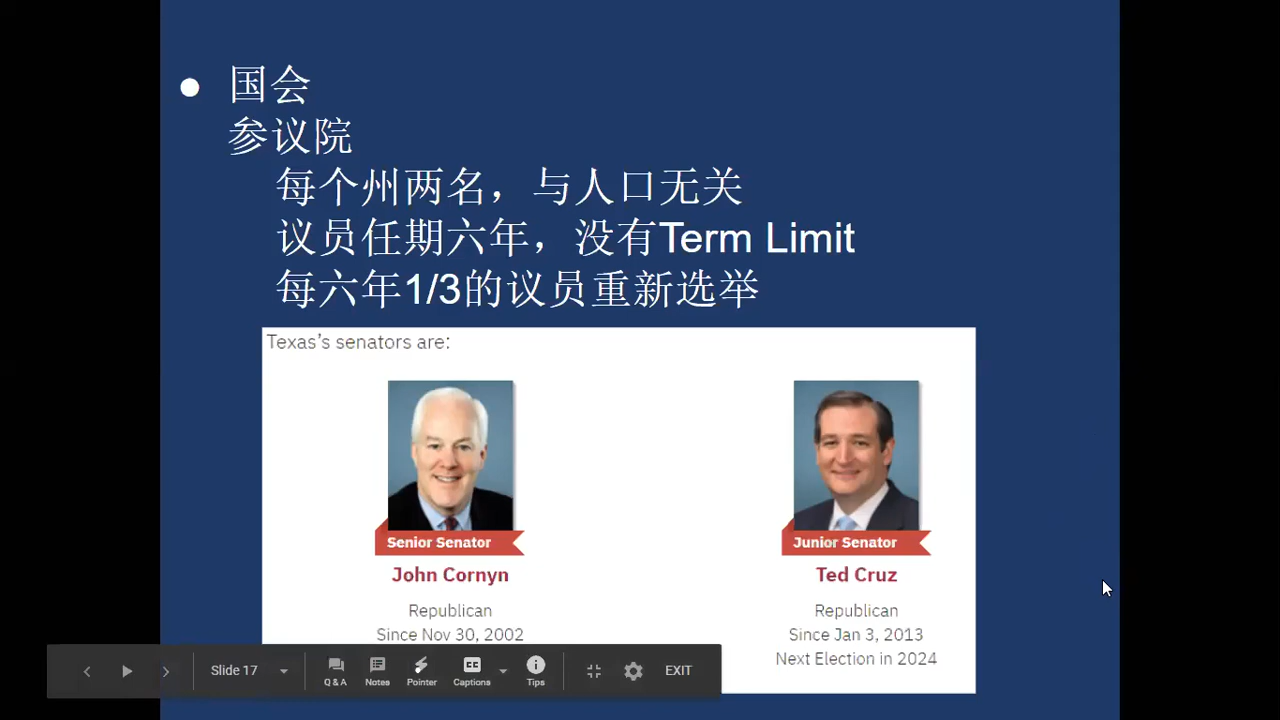 国会
参议院
每个州两名，与人口无关
议员任期六年，没有Term Limit
每六年1/3的议员重新选举
Texas's senators are:
Senior Senator
Junior Senator
John Cornyn
Ted Cruz
Republican
Republican
Since Nov 30, 2002
Since Jan 3, 2013
Next Election in 2024
Slide 17
Q & A
Notes
Pointer
CC
Captions
Tips
EXIT